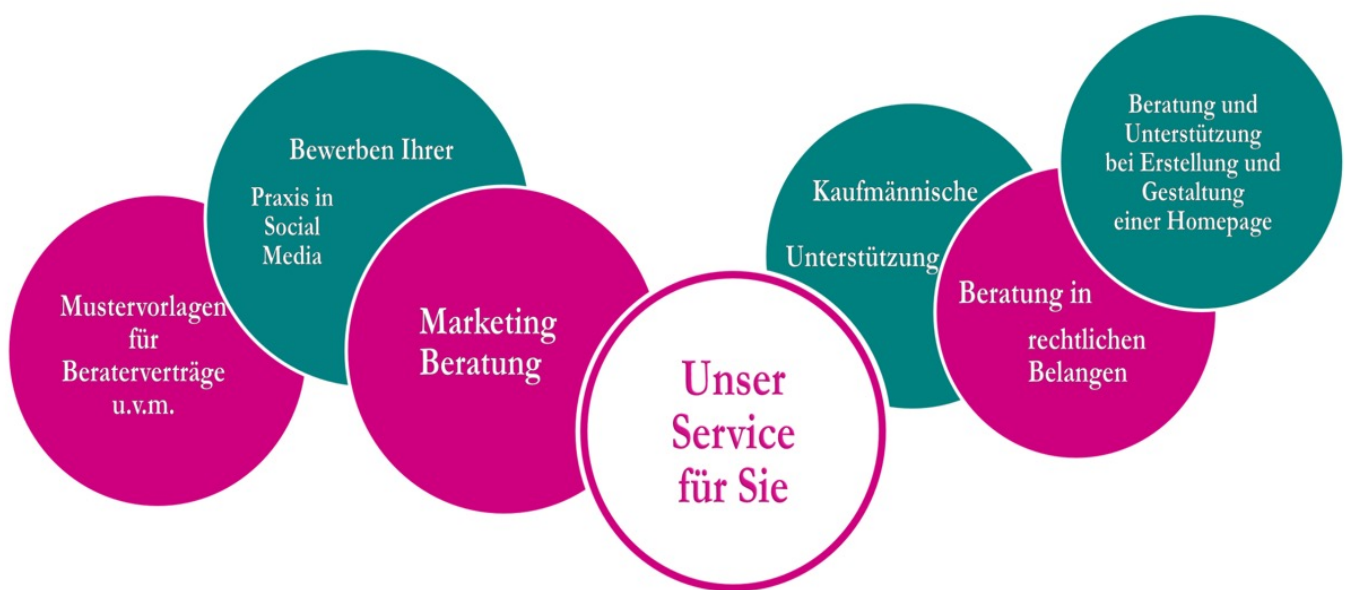 Mustervorlagen
für
Beraterverträge
u.v.m.
Bewerben Ihrer
Praxis in
Social
Media
Marketing
Beratung
Unser
Service
für Sie
Kaufmännische
Unterstützung
Beratung in
rechtlichen
Belangen
Beratung und
Unterstützung
bei Erstellung und
Gestaltung
einer Homepage